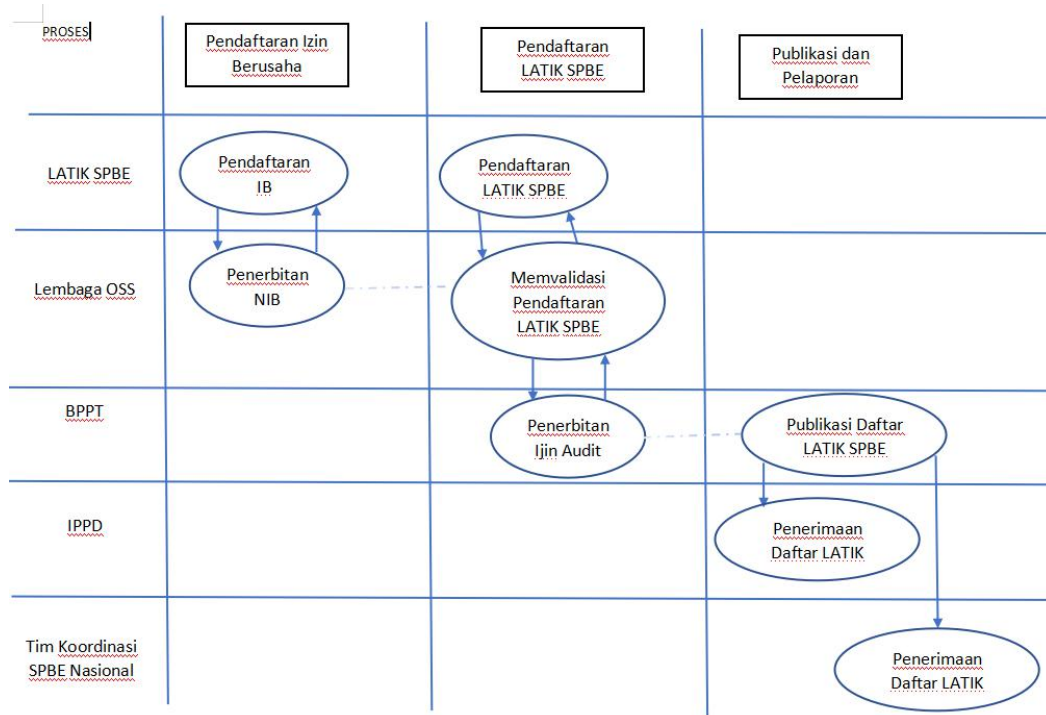 PROSES
Pendaftaran Izin
Berusaha
Pendaftaran
LATIK SPBE
Publikasi dan
Pelaporan
LATIK SPBE
Pendaftaran
IB
Pendaftaran
LATIK SPBE
Lembaga OSS
Penerbitan
NIB
Memvalidasi
Pendaftaran
LATIK SPBE
BPPT
Penerbitan
Ijin Audit
Publikasi Daftar
LATIK SPBE
IPPD
Penerimaan
Daftar LATIK
Tim Koordinasi
SPBE Nasional
Penerimaan
Daftar LATIK